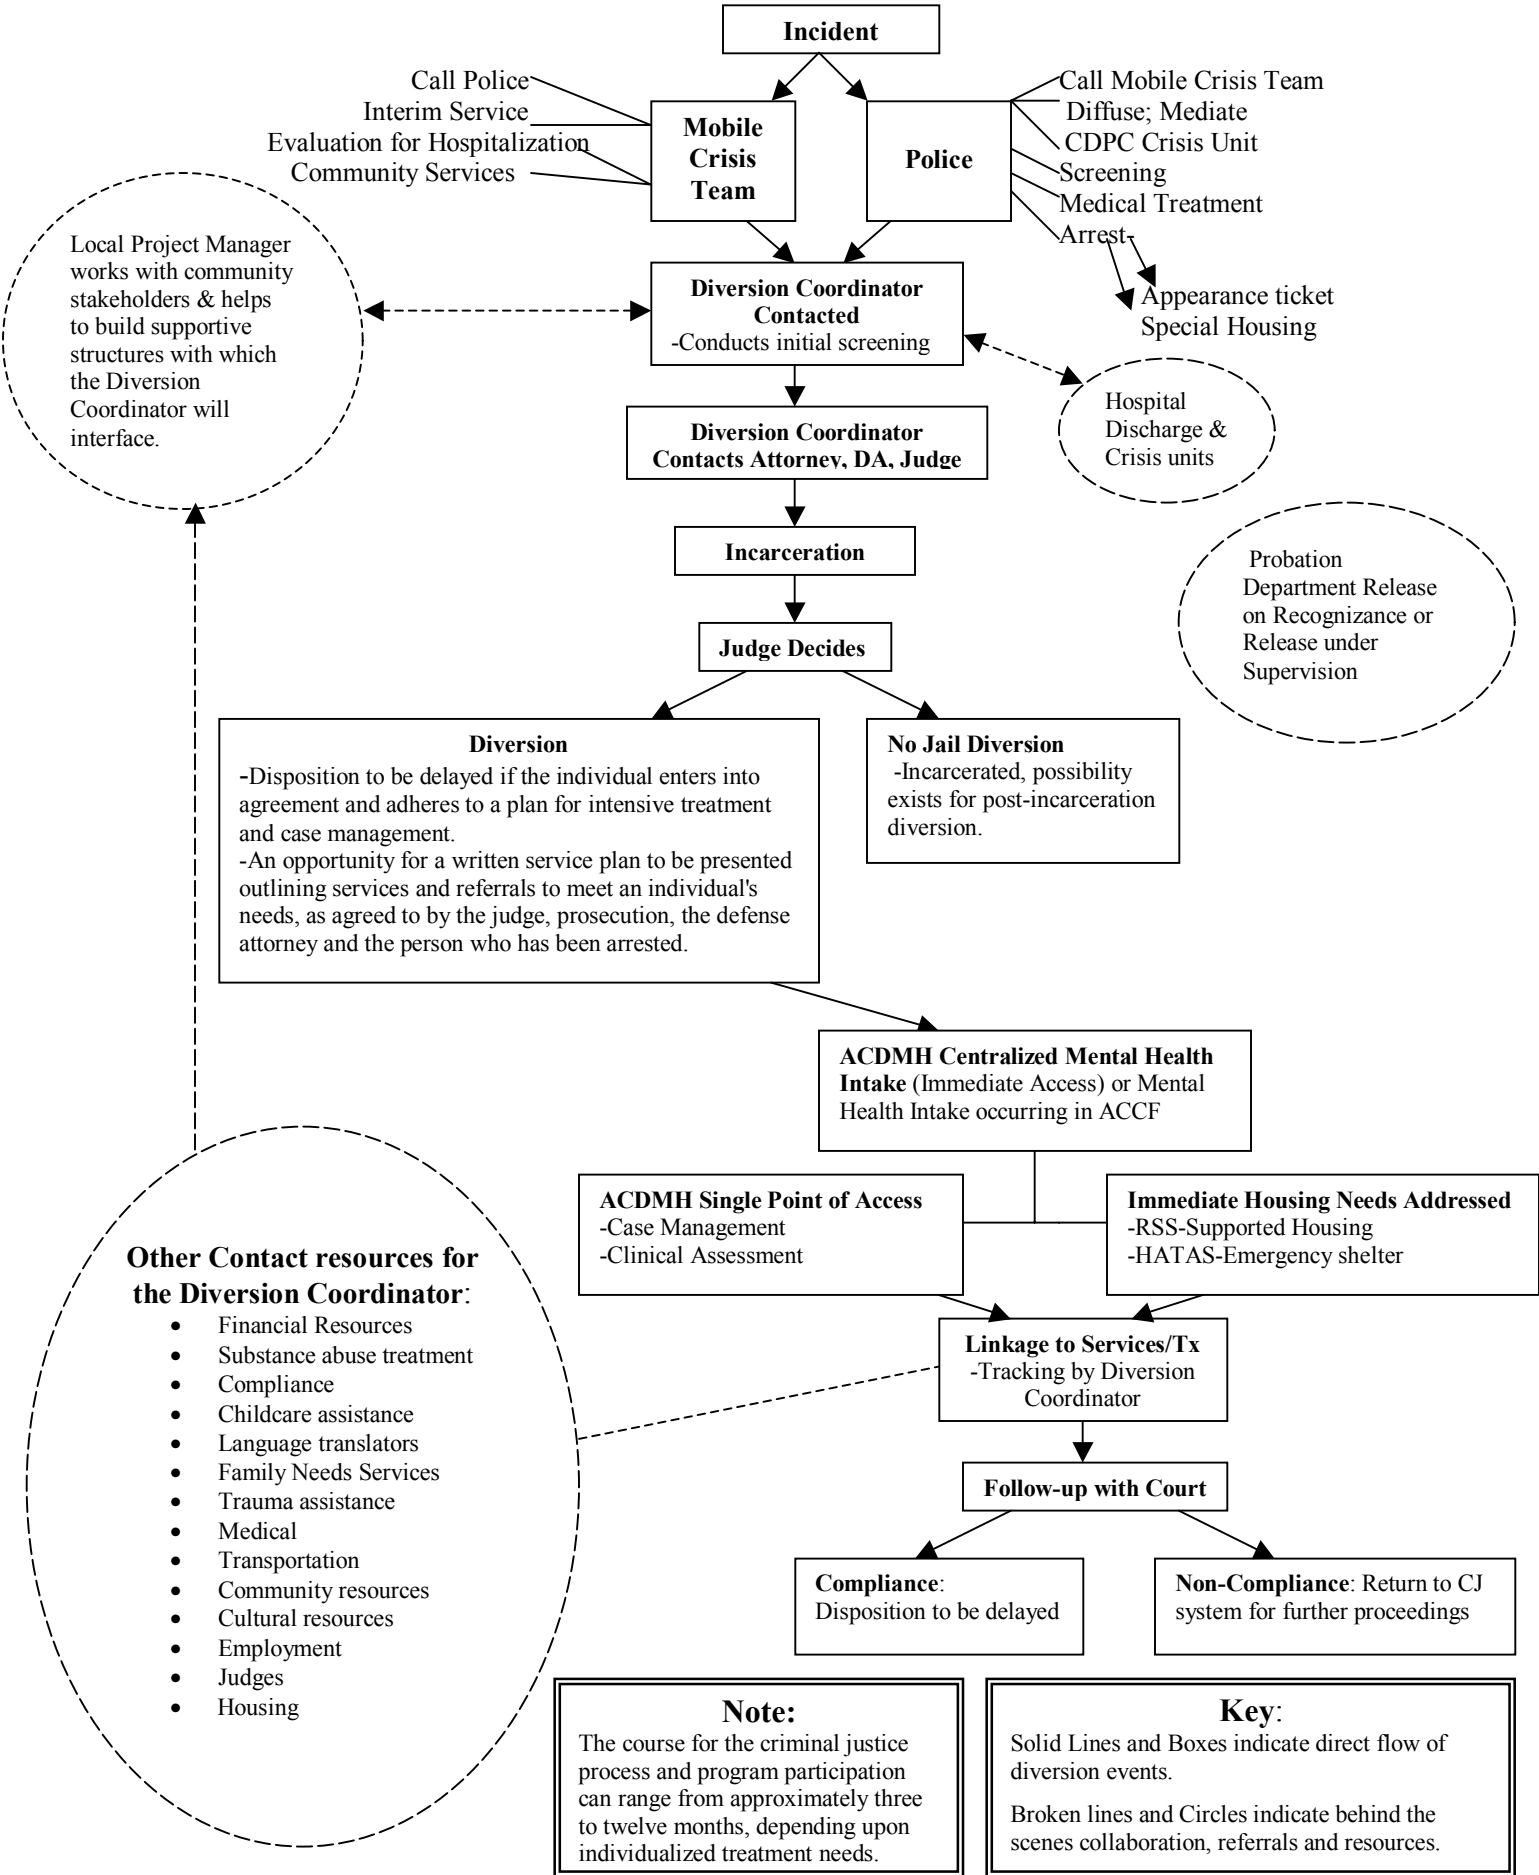 Incident
Call Police
Interim Service
Evaluation for Hospitalization
Community Services
Mobile
Crisis
Team
Police
Call Mobile Crisis Team
Diffuse; Mediate
CDPC Crisis Unit
Screening
Medical Treatment
Arrest-
Appearance ticket
Special Housing
Local Project Manager
works with community
stakeholders & helps
to build supportive
structures with which
the Diversion
Coordinator will
interface.
Diversion Coordinator
Contacted
-Conducts initial screening
Hospital
Discharge &
Crisis units
Diversion Coordinator
Contacts Attorney, DA, Judge
Incarceration
Probation
Department Release
on Recognizance or
Release under
Supervision
Judge Decides
Diversion
-Disposition to be delayed if the individual enters into
agreement and adheres to a plan for intensive treatment
and case management.
-An opportunity for a written service plan to be presented
outlining services and referrals to meet an individual's
needs, as agreed to by the judge, prosecution, the defense
attorney and the person who has been arrested.
No Jail Diversion
-Incarcerated, possibility
exists for post-incarceration
diversion.
ACDMH Centralized Mental Health
Intake (Immediate Access) or Mental
Health Intake occurring in ACCF
ACDMH Single Point of Access
-Case Management
-Clinical Assessment
Immediate Housing Needs Addressed
-RSS-Supported Housing
-HATAS-Emergency shelter
Other Contact resources for
the Diversion Coordinator:
• Financial Resources
• Substance abuse treatment
• Compliance
• Childcare assistance
• Language translators
• Family Needs Services
• Trauma assistance
• Medical
• Transportation
• Community resources
• Cultural resources
• Employment
• Judges
• Housing
Linkage to Services/Tx
-Tracking by Diversion
Coordinator
Follow-up with Court
Compliance:
Disposition to be delayed
Non-Compliance: Return to CJ
system for further proceedings
Note:
The course for the criminal justice
process and program participation
can range from approximately three
to twelve months, depending upon
individualized treatment needs.
Key:
Solid Lines and Boxes indicate direct flow of
diversion events.
Broken lines and Circles indicate behind the
scenes collaboration, referrals and resources.